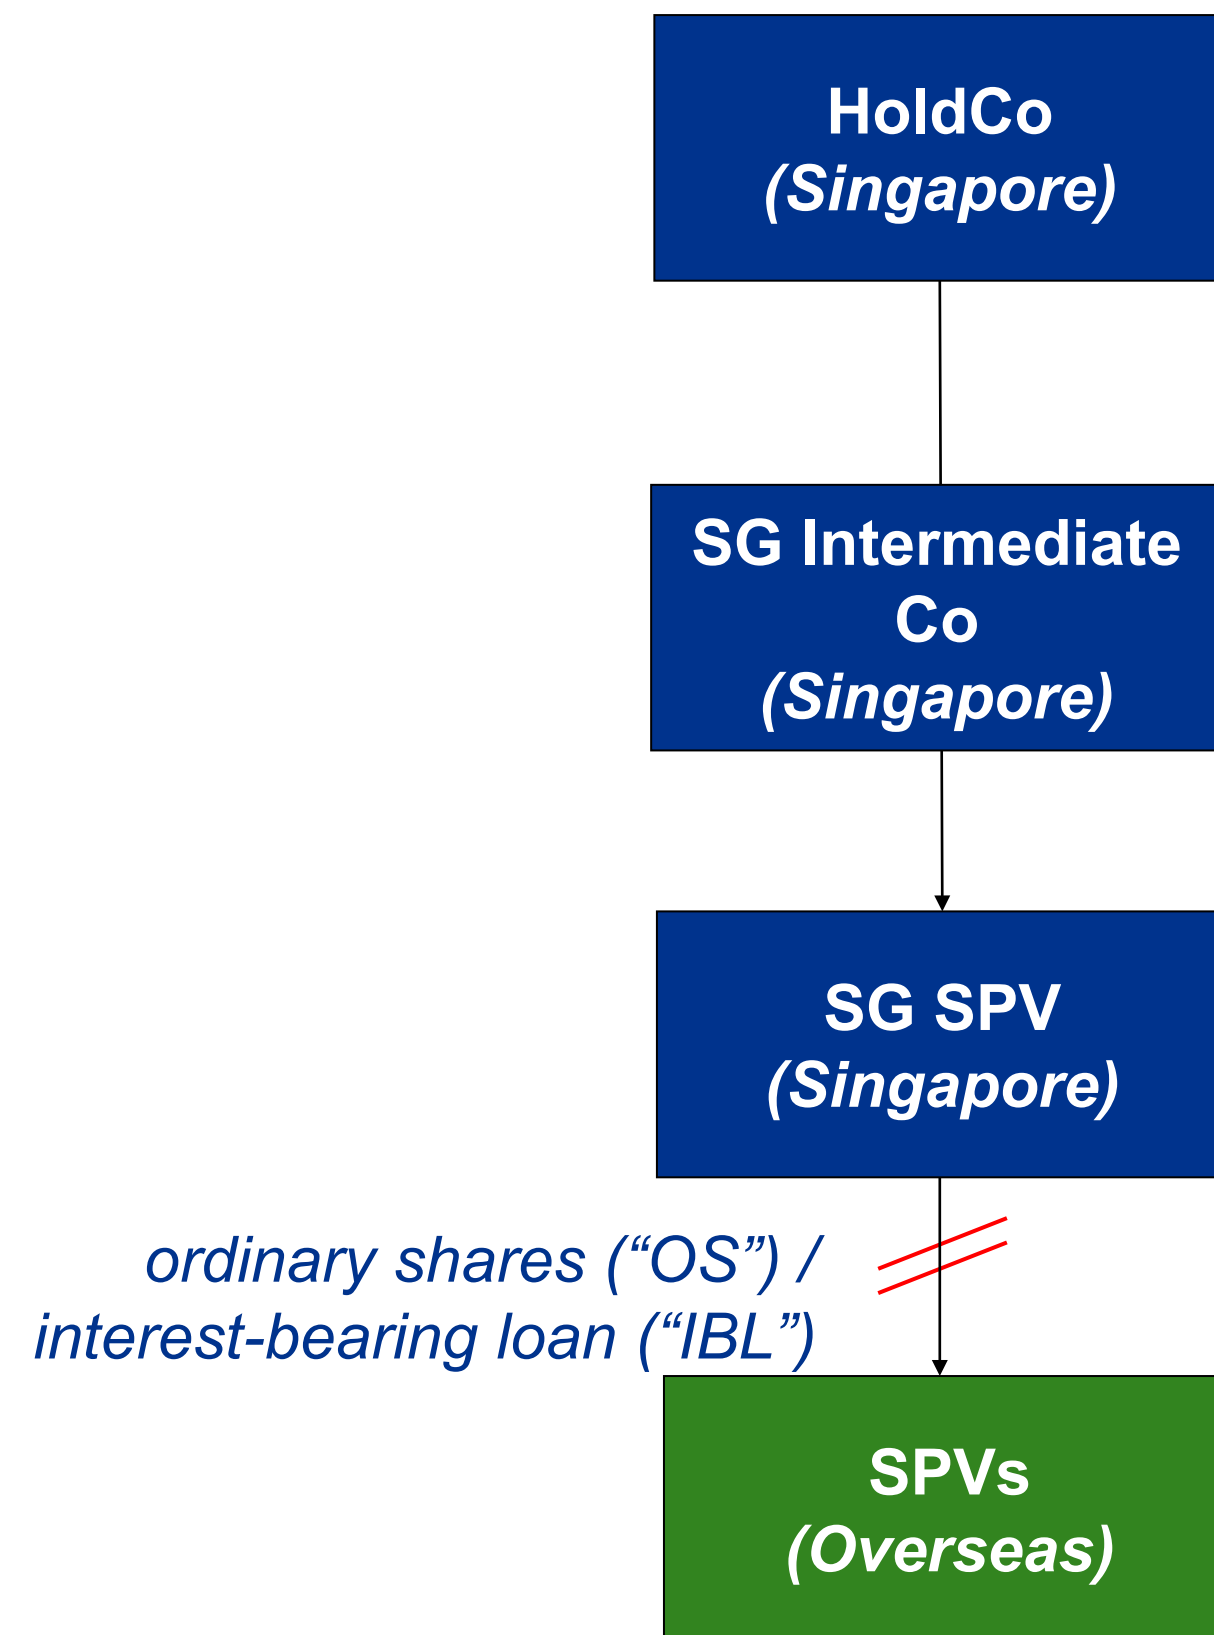 HoldCo
(Singapore)
SG Intermediate
Co
(Singapore)
SG SPV
(Singapore)
ordinary shares (“OS”) /
interest-bearing loan (“IBL”)
SPVs
(Overseas)